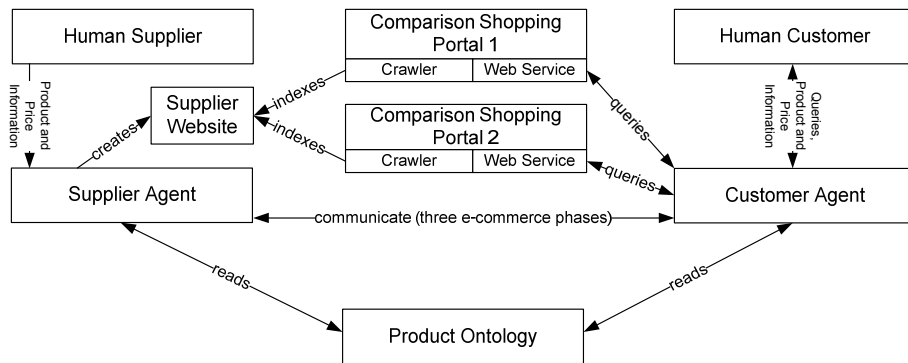 Human Supplier
Comparison Shopping
Portal 1
Crawler
Web Service
Human Customer
Product and
Price
Information
Supplier
Website
indexes
indexes
Comparison Shopping
Portal 2
Crawler
Web Service
queries
queries
Queries,
Product and
Price
Information
creates
Supplier Agent
Customer Agent
communicate (three e-commerce phases)
reads
reads
Product Ontology